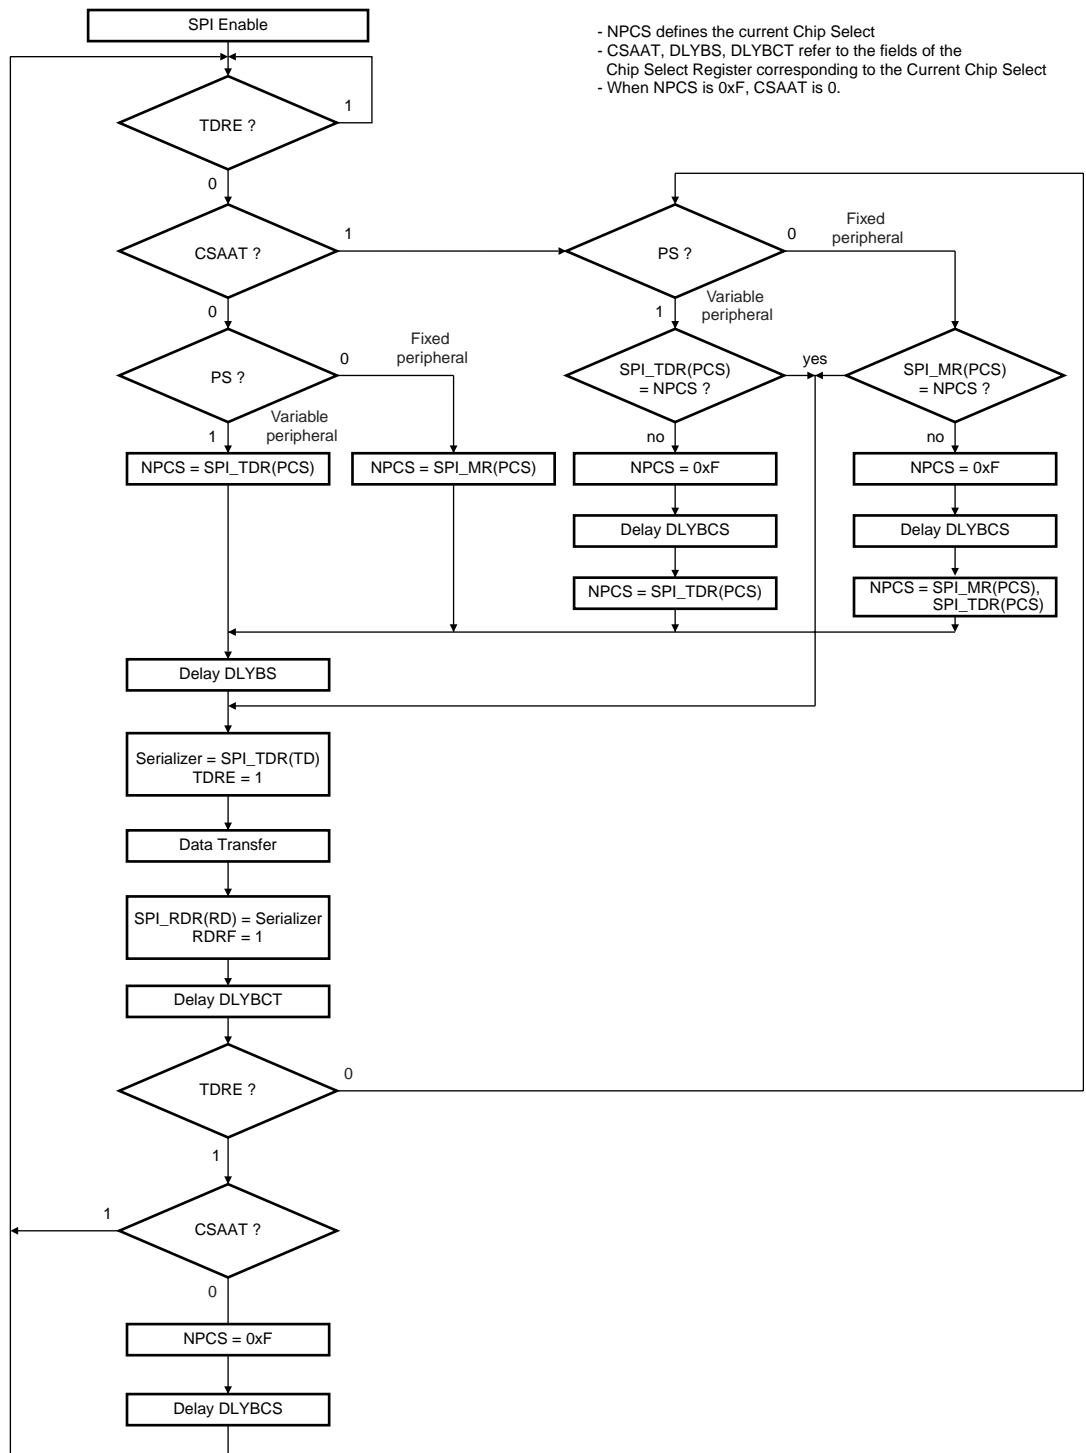 SPI Enable
- NPCS defines the current Chip Select
- CSAAT, DLYBS, DLYBCT refer to the fields of the
Chip Select Register corresponding to the Current Chip Select
- When NPCS is 0xF, CSAAT is 0.
TDRE ?
1
0
CSAAT ?
1
0
PS ?
0
Fixed
peripheral
1
Variable
peripheral
PS ?
0
Fixed
peripheral
1
Variable
peripheral
SPI_TDR(PCS)
= NPCS ?
yes
SPI_MR(PCS)
= NPCS ?
no
no
NPCS = SPI_TDR(PCS)
NPCS = SPI_MR(PCS)
NPCS = 0xF
NPCS = 0xF
Delay DLYBCS
Delay DLYBCS
NPCS = SPI_TDR(PCS)
NPCS = SPI_MR(PCS),
SPI_TDR(PCS)
Delay DLYBS
Serializer = SPI_TDR(TD)
TDRE = 1
Data Transfer
SPI_RDR(RD) = Serializer
RDRF = 1
Delay DLYBCT
TDRE ?
0
1
CSAAT ?
1
0
NPCS = 0xF
Delay DLYBCS